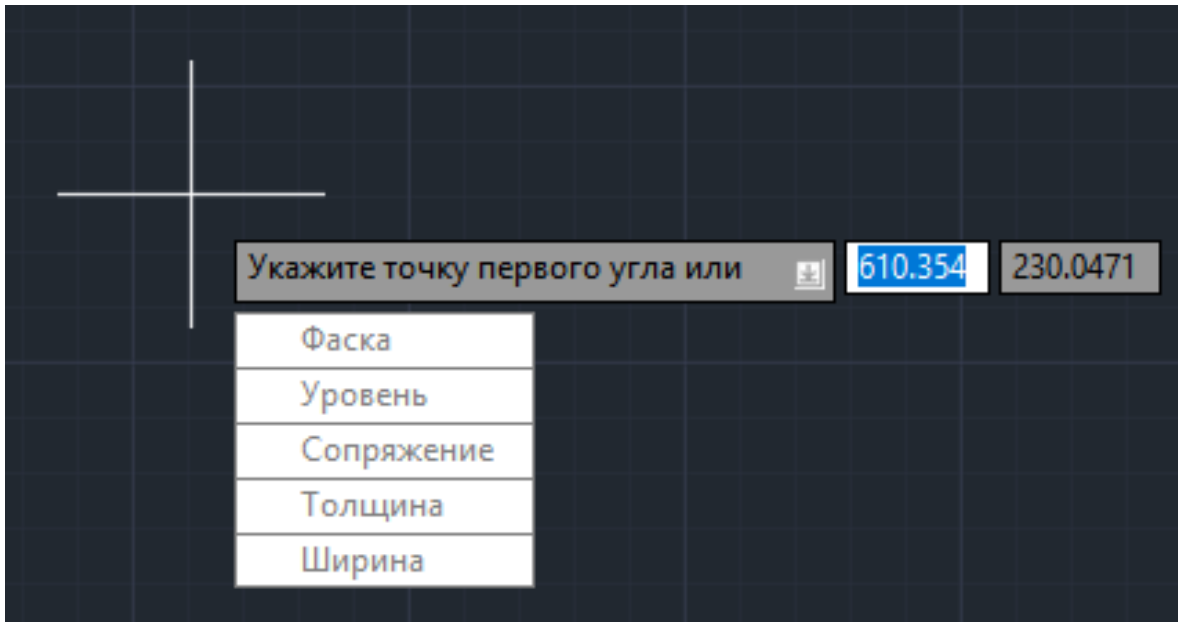 Укажите точку первого угла или 610.354 230.0471
Фаска
Уровень
Сопряжение
Толщина
Ширина